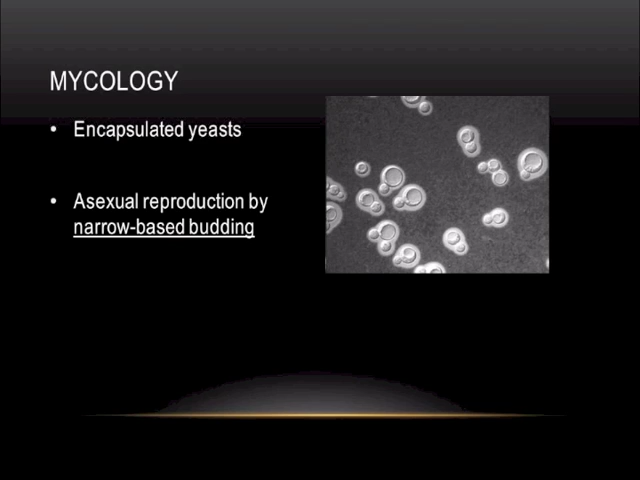 MYCOLOGY
• Encapsulated yeasts
• Asexual reproduction by
narrow-based budding